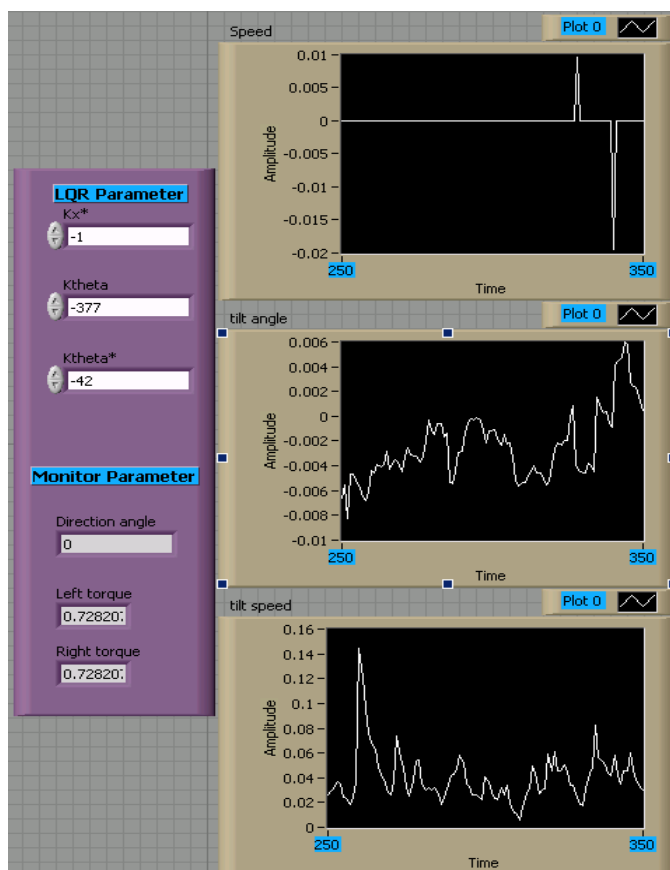 LQR Parameter
Kx*
-1
Ktheta
-377
Ktheta*
-42
Monitor Parameter
Direction angle
0
Left torque
0.72820
Right torque
0.72820
Speed
Plot 0
Amplitude
0.01
0.005
0
-0.005
-0.01
-0.015
-0.02
250
350
Time
tilt angle
Plot 0
Amplitude
0.006
0.004
0.002
0
-0.002
-0.004
-0.006
-0.008
-0.01
250
350
Time
tilt speed
Plot 0
Amplitude
0.16
0.14
0.12
0.1
0.08
0.06
0.04
0.02
0
250
350
Time